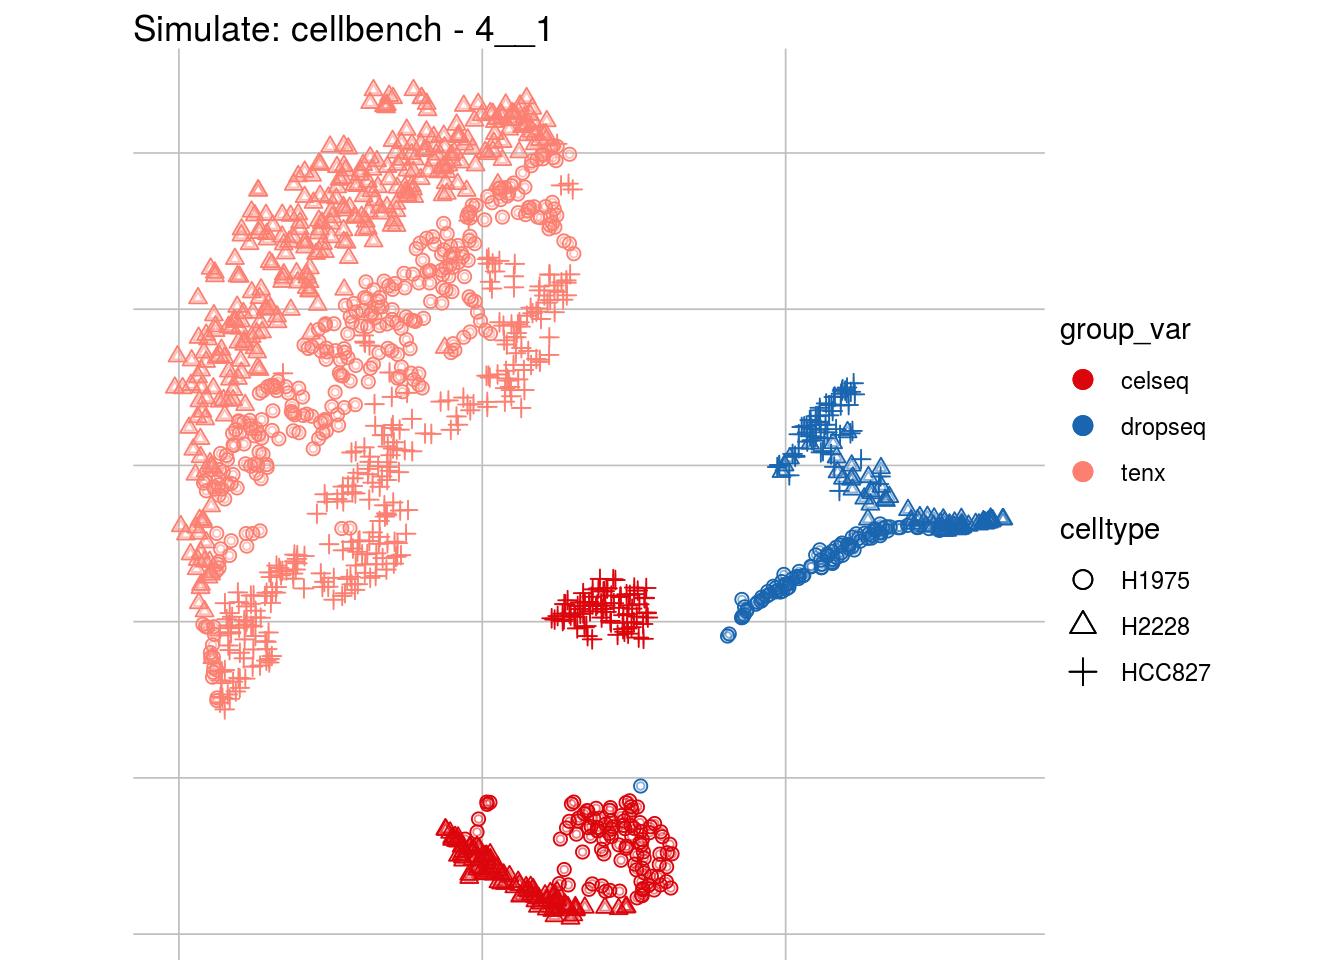 Simulate: cellbench - 4__1
group_var
celseq
dropseq
tenx
celltype
H1975
H2228
HCC827